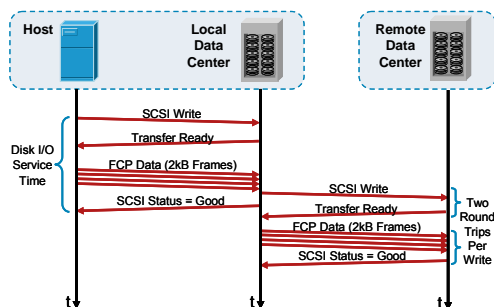 Host
Local
Data
Center
Remote
Data
Center
SCSI Write
Transfer Ready
Disk I/O
Service
Time
FCP Data (2kB Frames)
SCSI Write
SCSI Status = Good
Transfer Ready
Two
Round
Trips
Per
Write
FCP Data (2kB Frames)
SCSI Status = Good
t
t
t